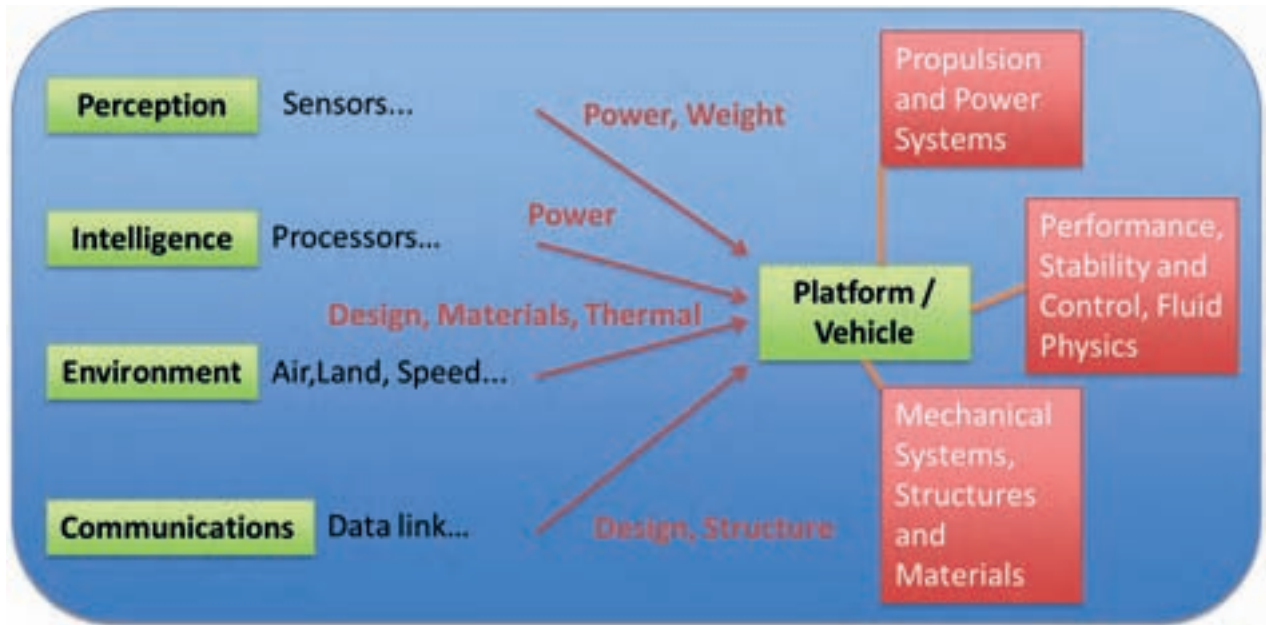 Perception
Sensors...
Power, Weight
Propulsion
and Power
Systems
Intelligence
Processors...
Power
Performance,
Stability and
Control, Fluid
Physics
Platform /
Vehicle
Design, Materials, Thermal
Environment
Air,Land, Speed...
Mechanical
Systems,
Structures
and
Materials
Communications
Data link...
Design, Structure